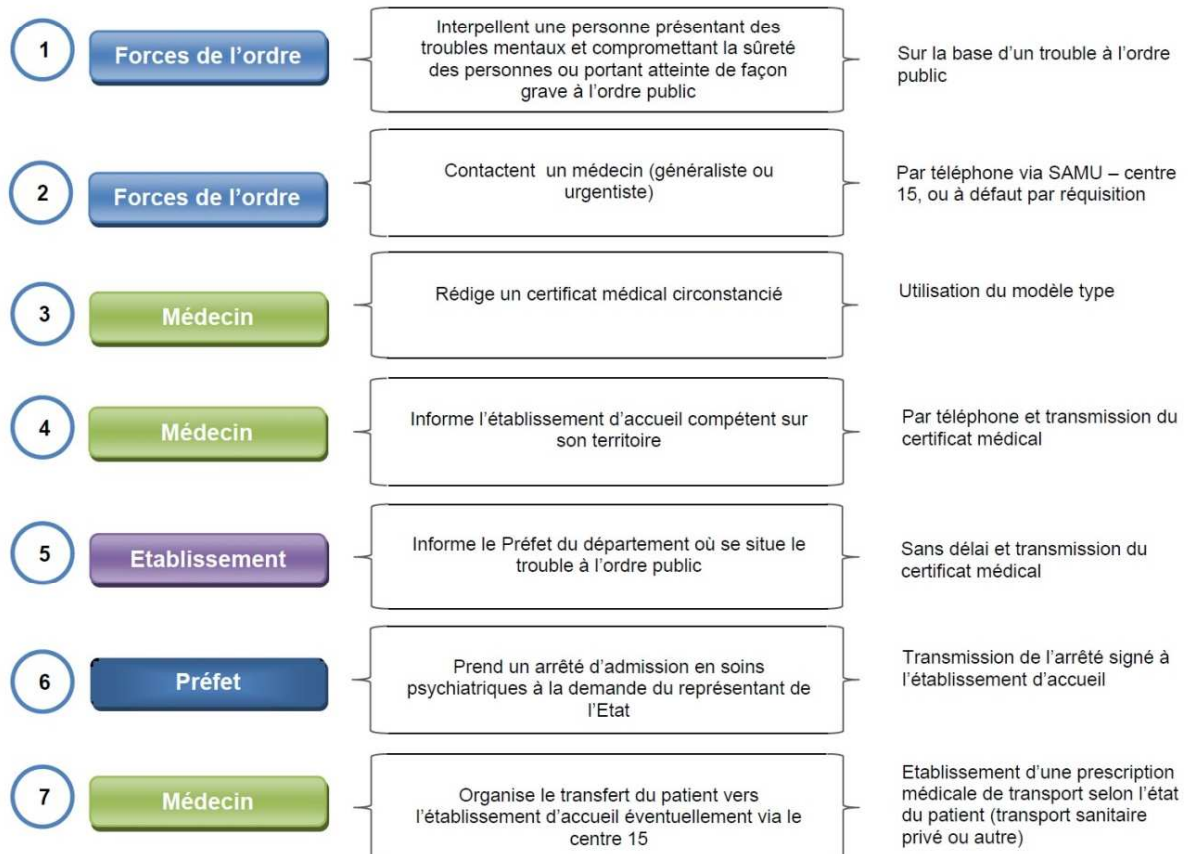 1
Forces de l’ordre
Interpellent une personne présentant des
troubles mentaux et compromettant la sûreté
des personnes ou portant atteinte de façon
grave à l’ordre public
Sur la base d’un trouble à l’ordre
public
2
Forces de l’ordre
Contactent un médecin (généraliste ou
urgentiste)
Par téléphone via SAMU – centre
15, ou à défaut par réquisition
3
Médecin
Rédige un certificat médical circonstancié
Utilisation du modèle type
4
Médecin
Informe l’établissement d’accueil compétent sur
son territoire
Par téléphone et transmission du
certificat médical
5
Etablissement
Informe le Préfet du département où se situe le
trouble à l’ordre public
Sans délai et transmission du
certificat médical
6
Préfet
Prend un arrêté d’admission en soins
psychiatriques à la demande du représentant de
l’Etat
Transmission de l’arrêté signé à
l’établissement d’accueil
7
Médecin
Organise le transfert du patient vers
l’établissement d’accueil éventuellement via le
centre 15
Etablissement d’une prescription
médicale de transport selon l’état
du patient (transport sanitaire
privé ou autre)